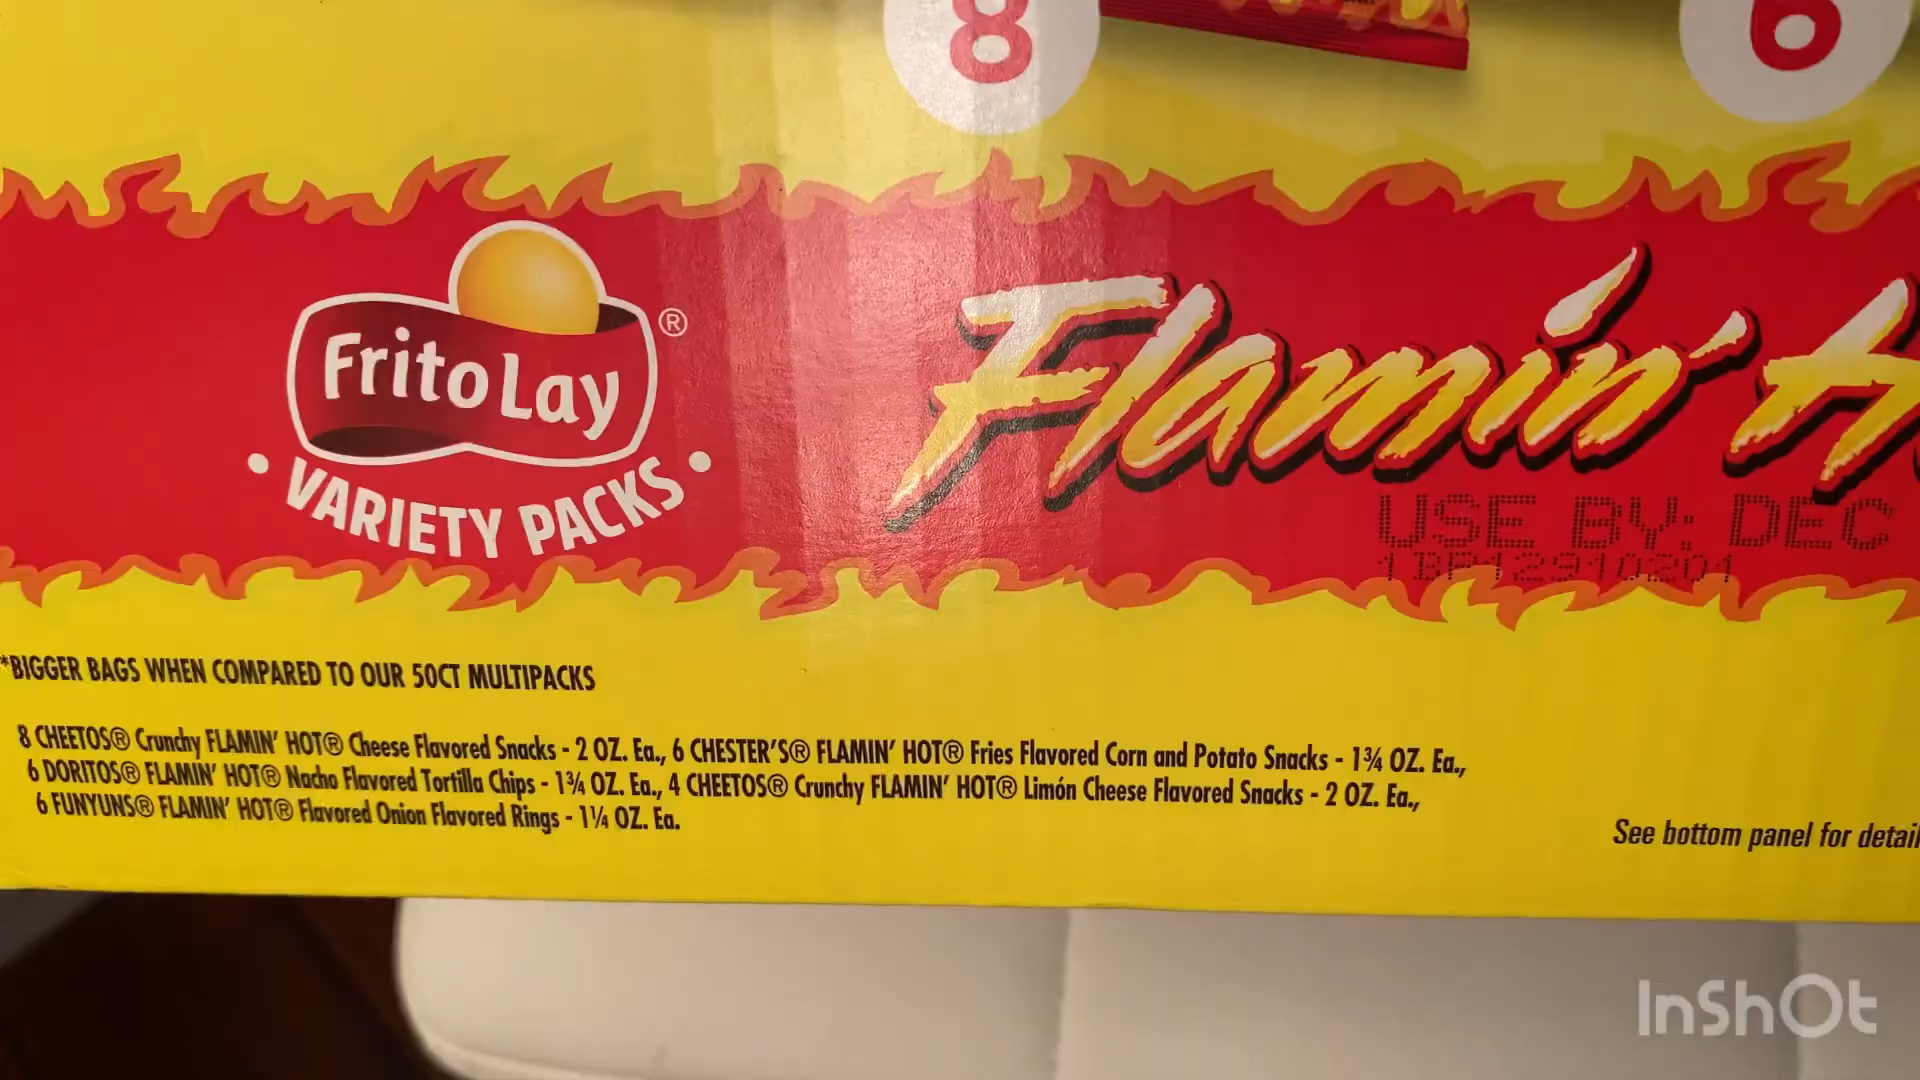 8
6
FritoLay®
• VARIETY PACKS •
Flamin' H
USE BY: DEC
*BIGGER BAGS WHEN COMPARED TO OUR 50CT MULTIPACKS
8 CHEETOS® Crunchy FLAMIN' HOT® Cheese Flavored Snacks - 2 OZ. Ea., 6 CHESTER'S® FLAMIN' HOT® Fries Flavored Corn and Potato Snacks - 1¾ OZ. Ea.,
6 DORITOS® FLAMIN' HOT® Nacho Flavored Tortilla Chips - 1¾ OZ. Ea., 4 CHEETOS® Crunchy FLAMIN' HOT® Limón Cheese Flavored Snacks - 2 OZ. Ea.,
6 FUNYUNS® FLAMIN' HOT® Flavored Onion Flavored Rings - 1¼ OZ. Ea.
See bottom panel for detail
InShOt